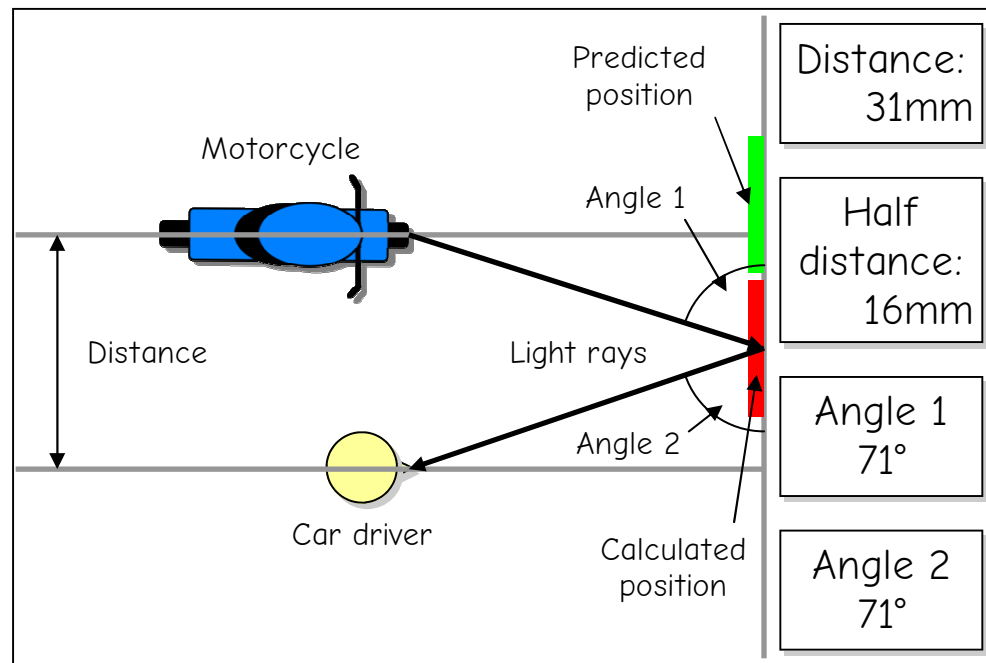 Predicted
position
Motorcycle
Angle 1
Distance
Light rays
Angle 2
Car driver
Calculated
position
Distance:
31mm
Half
distance:
16mm
Angle 1
71°
Angle 2
71°